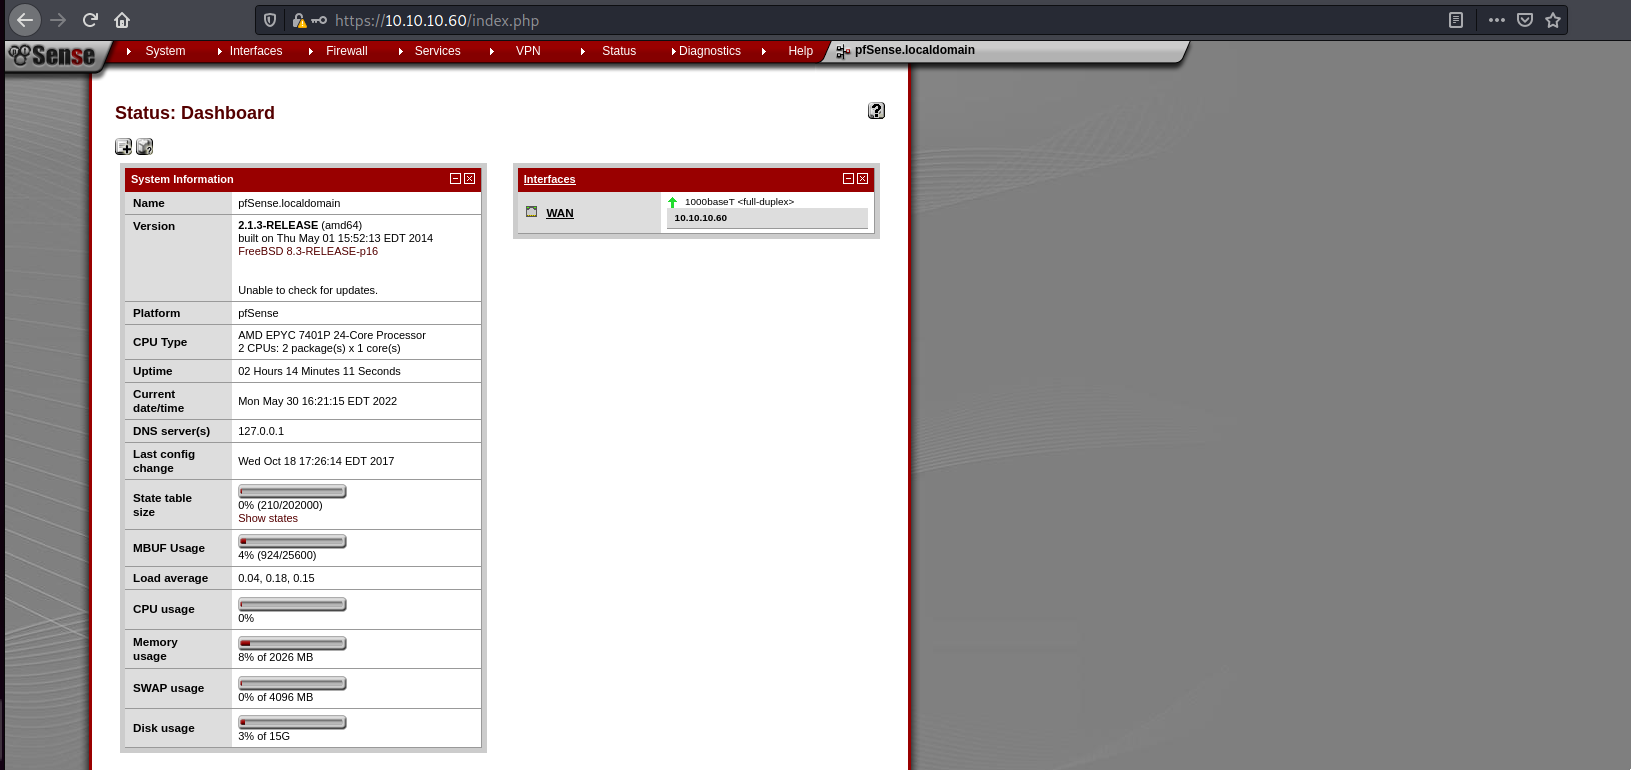 https://10.10.10.60/index.php
Sense
System
Interfaces
Firewall
Services
VPN
Status
Diagnostics
Help
pfSense.localdomain
Status: Dashboard
System Information
Name
pfSense.localdomain
Version
2.1.3-RELEASE (amd64)
built on Thu May 01 15:52:13 EDT 2014
FreeBSD 8.3-RELEASE-p16
Unable to check for updates.
Platform
pfSense
CPU Type
AMD EPYC 7401P 24-Core Processor
2 CPUs: 2 package(s) x 1 core(s)
Uptime
02 Hours 14 Minutes 11 Seconds
Current
date/time
Mon May 30 16:21:15 EDT 2022
DNS server(s)
127.0.0.1
Last config
change
Wed Oct 18 17:26:14 EDT 2017
State table
size
0% (210/202000)
Show states
MBUF Usage
4% (924/25600)
Load average
0.04, 0.18, 0.15
CPU usage
0%
Memory
usage
8% of 2026 MB
SWAP usage
0% of 4096 MB
Disk usage
3% of 15G
Interfaces
WAN
1000baseT <full-duplex>
10.10.10.60